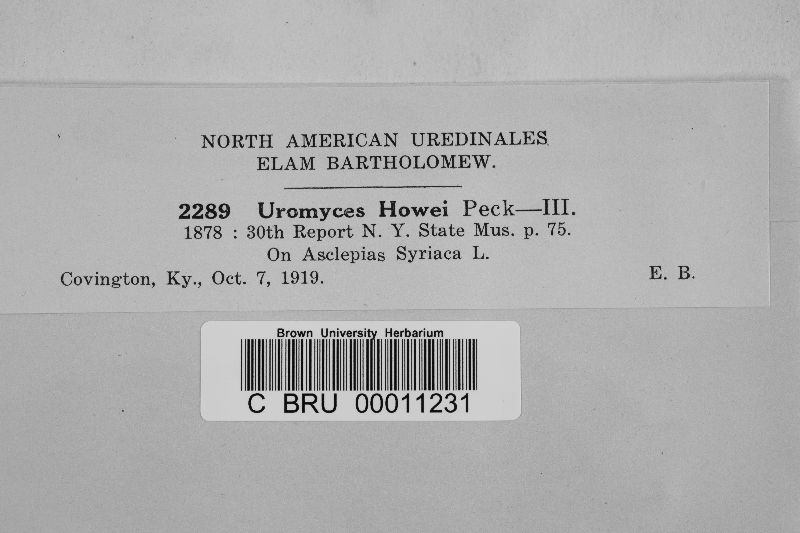 NORTH AMERICAN UREDINALES
ELAM BARTHOLOMEW.
2289 Uromyces Howei Peck—III.
1878 : 30th Report N. Y. State Mus. p. 75.
On Asclepias Syriaca L.
Covington, Ky., Oct. 7, 1919. E. B.
Brown University Herbarium
C BRU 00011231